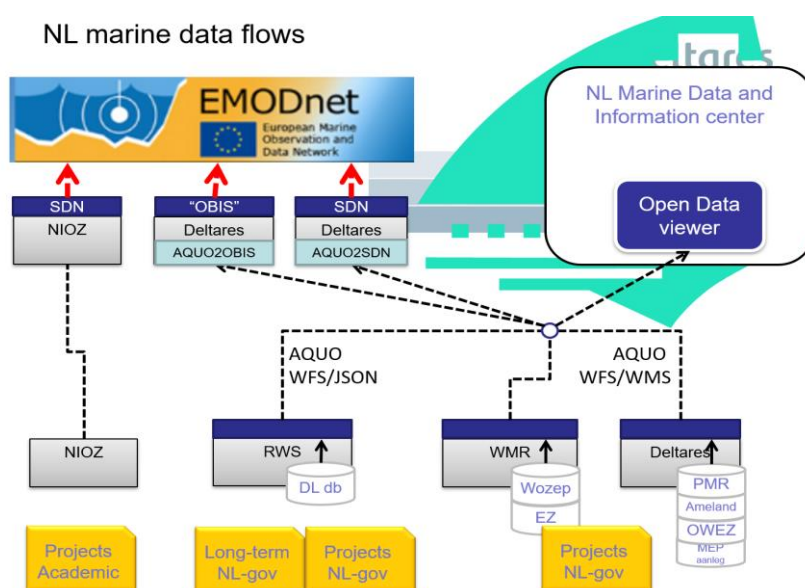 NL marine data flows
EMODnet
European Marine
Observation and
Data Network
NL Marine Data and
Information center
Open Data
viewer
SDN
NIOZ
"OBIS"
Deltares
AQUO2OBIS
SDN
Deltares
AQUO2SDN
AQUO
WFS/JSON
AQUO
WFS/WMS
NIOZ
RWS
DL db
WMR
Wozep
EZ
Deltares
PMR
Ameland
OWEZ
MEP
aanleg
Projects
Academic
Long-term
NL-gov
Projects
NL-gov
Projects
NL-gov